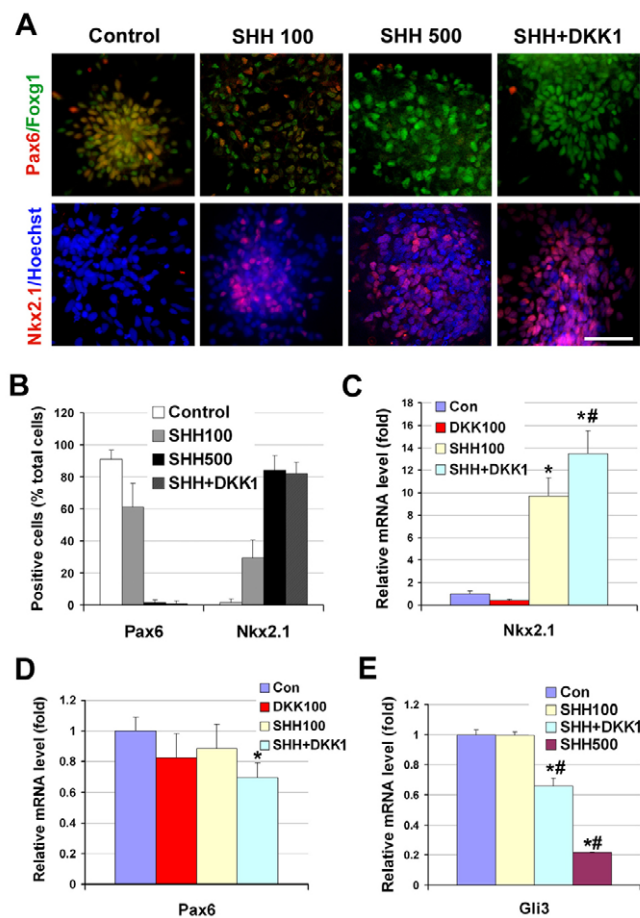 A
Control SHH 100 SHH 500 SHH+DKK1
Pax6/Foxg1
Nkx2.1/Hoechst
B
Positive cells (% total cells)
120
100
80
60
40
20
0
Control
SHH100
SHH500
SHH+DKK1
Pax6 Nkx2.1
C
Relative mRNA level (fold)
18
16
14
12
10
8
6
4
2
0
Con
DKK100
SHH100
SHH+DKK1
*
*#
Nkx2.1
D
Relative mRNA level (fold)
1.2
1
0.8
0.6
0.4
0.2
0
Con
DKK100
SHH100
SHH+DKK1
*
Pax6
E
Relative mRNA level (fold)
1.2
1
0.8
0.6
0.4
0.2
0
Con
SHH100
SHH+DKK1
SHH500
*#
*#
Gli3